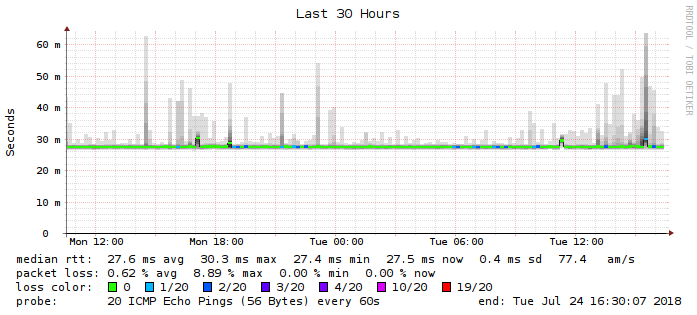 Last 30 Hours
RRDTOOL / TOBI OETIKER
Seconds
60 m
50 m
40 m
30 m
20 m
10 m
0
Mon 12:00 Mon 18:00 Tue 00:00 Tue 06:00 Tue 12:00
median rtt: 27.6 ms avg 30.3 ms max 27.4 ms min 27.5 ms now 0.4 ms sd 77.4 am/s
packet loss: 0.62 % avg 8.89 % max 0.00 % min 0.00 % now
loss color: 0 1/20 2/20 3/20 4/20 10/20 19/20
probe: 20 ICMP Echo Pings (56 Bytes) every 60s end: Tue Jul 24 16:30:07 2018